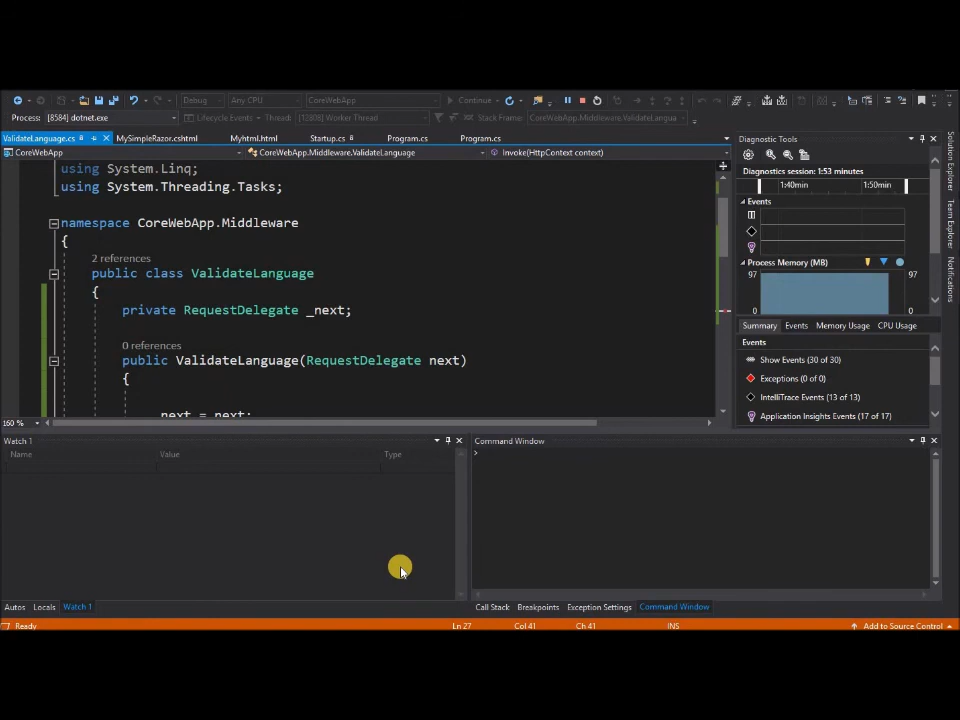 Debug Any CPU CoreWebApp Continue
Process: [8584] dotnet.exe Lifecycle Events Thread: [12808] Worker Thread Stack Frame: CoreWebApp.Middleware.ValidateLangua
ValidateLanguage.cs MySimpleRazor.cshtml Myhtml.html Startup.cs Program.cs Program.cs
CoreWebApp CoreWebApp.Middleware.ValidateLanguage Invoke(HttpContext context)
using System.Linq;
using System.Threading.Tasks;
namespace CoreWebApp.Middleware
{
2 references
public class ValidateLanguage
{
private RequestDelegate _next;
0 references
public ValidateLanguage(RequestDelegate next)
{
_next = next;
160 %
Diagnostic Tools
Diagnostics session: 1:53 minutes
1:40min 1:50min
Events
Process Memory (MB)
97 97
0 0
Summary Events Memory Usage CPU Usage
Events
Show Events (30 of 30)
Exceptions (0 of 0)
IntelliTrace Events (13 of 13)
Application Insights Events (17 of 17)
Solution Explorer
Team Explorer
Notifications
Watch 1
Name Value Type
Autos Locals Watch 1
Command Window
>
Call Stack Breakpoints Exception Settings Command Window
Ready Ln 27 Col 41 Ch 41 INS Add to Source Control